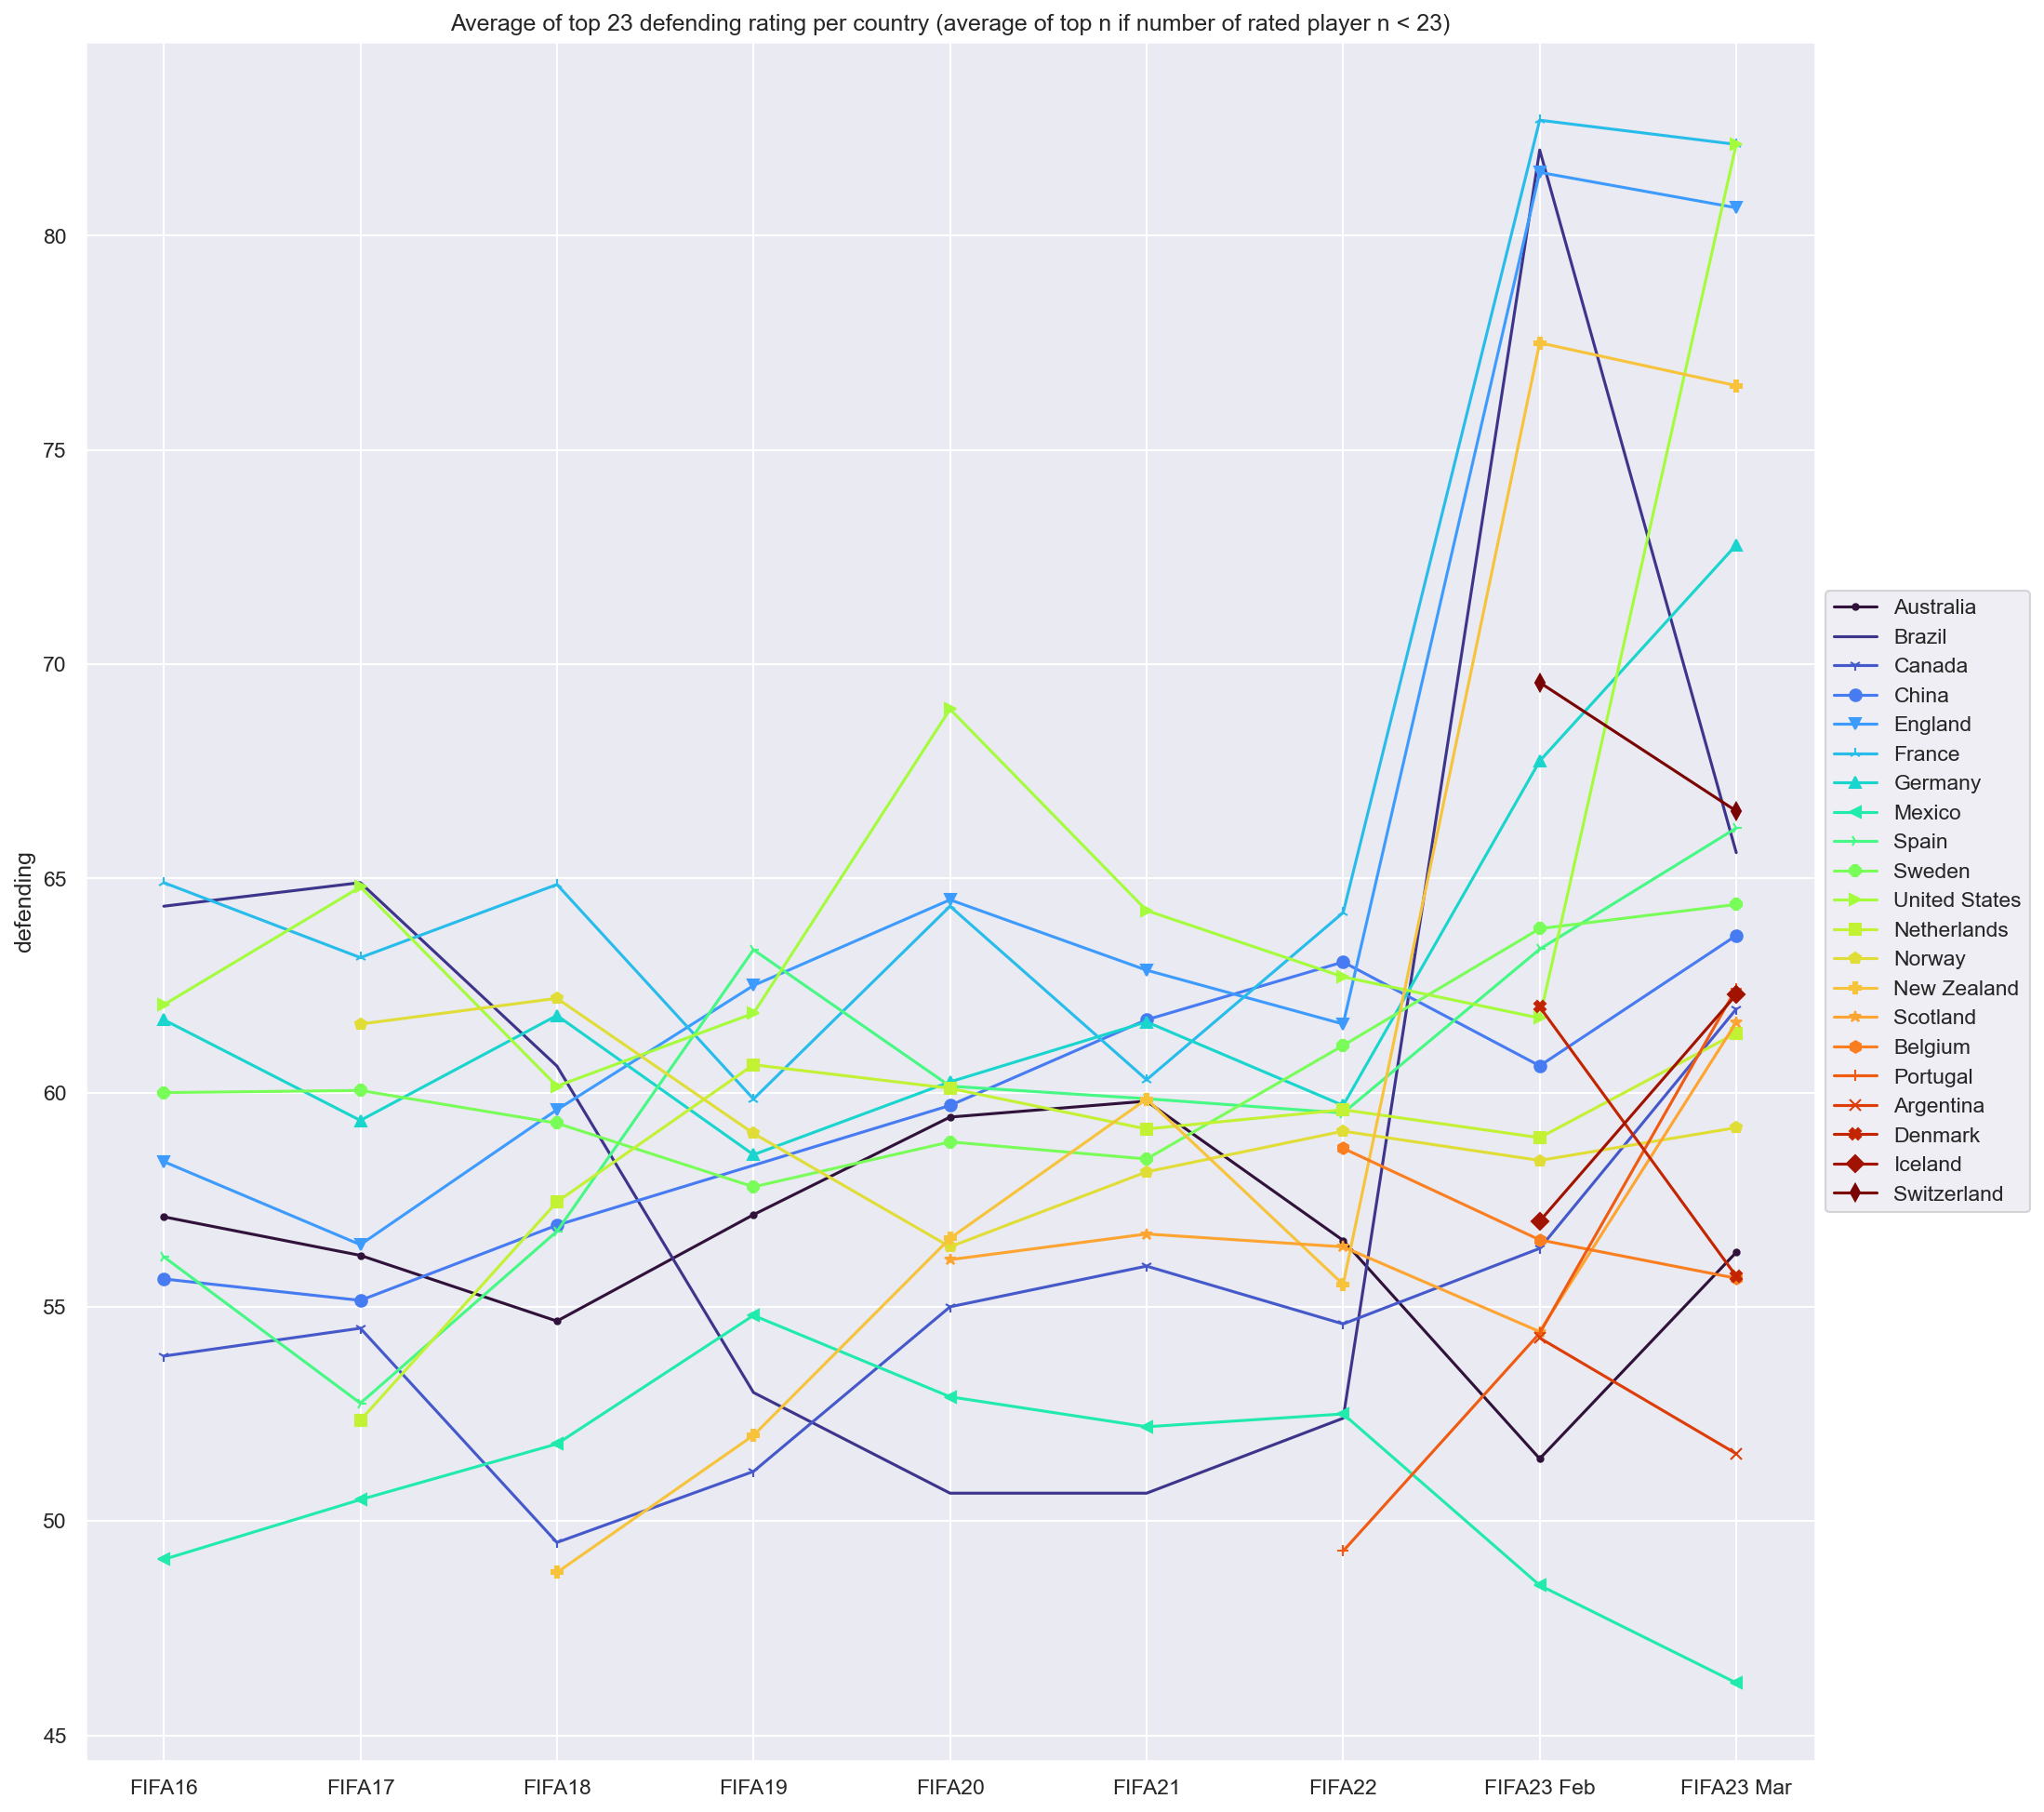 Average of top 23 defending rating per country (average of top n if number of rated player n < 23)
defending
80
75
70
65
60
55
50
45
FIFA16 FIFA17 FIFA18 FIFA19 FIFA20 FIFA21 FIFA22 FIFA23 Feb FIFA23 Mar
Australia
Brazil
Canada
China
England
France
Germany
Mexico
Spain
Sweden
United States
Netherlands
Norway
New Zealand
Scotland
Belgium
Portugal
Argentina
Denmark
Iceland
Switzerland